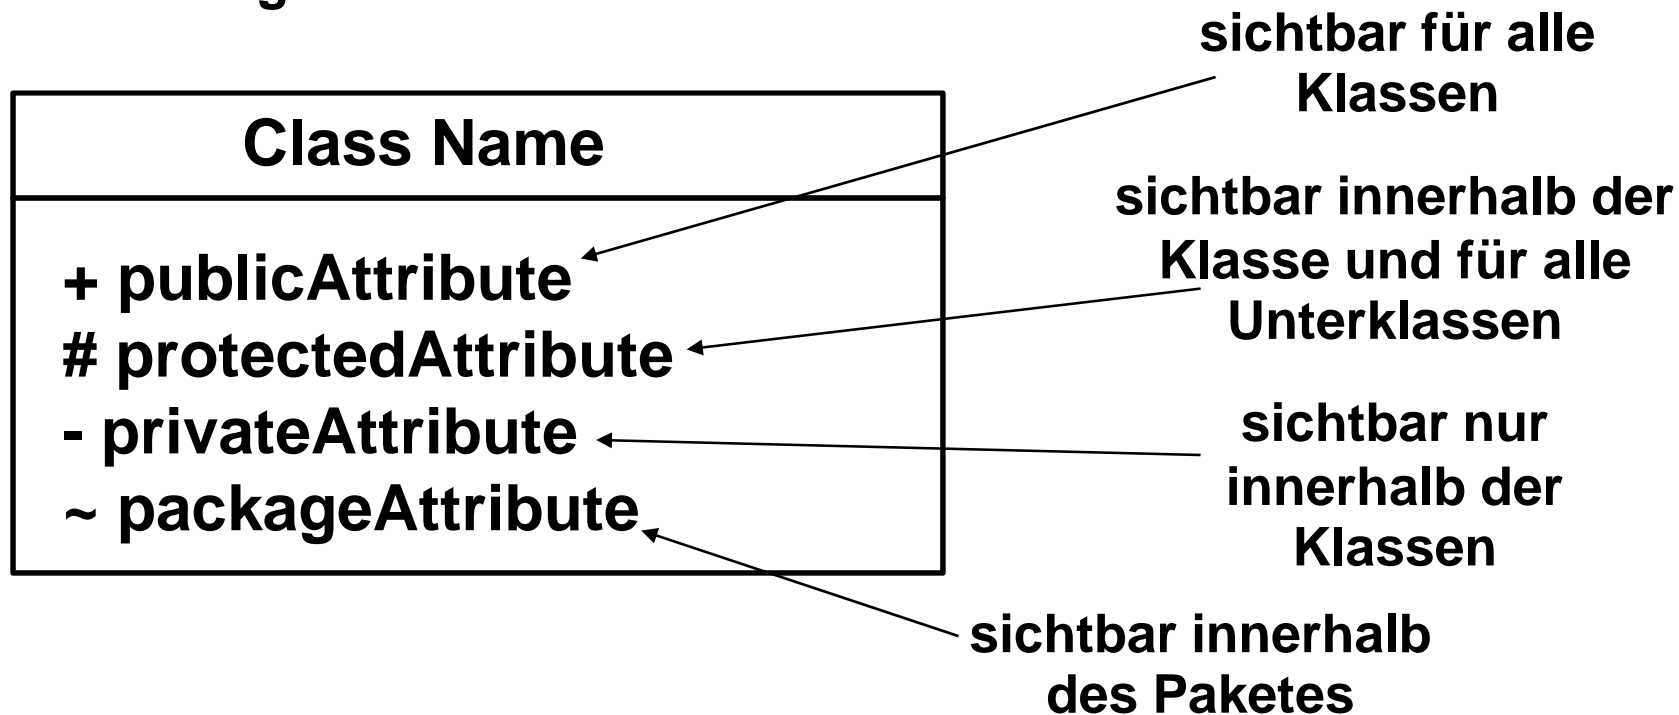 sichtbar für alle
Klassen
Class Name
sichtbar innerhalb der
Klasse und für alle
Unterklassen
+ publicAttribute
# protectedAttribute
- privateAttribute
~ packageAttribute
sichtbar nur
innerhalb der
Klassen
sichtbar innerhalb
des Paketes